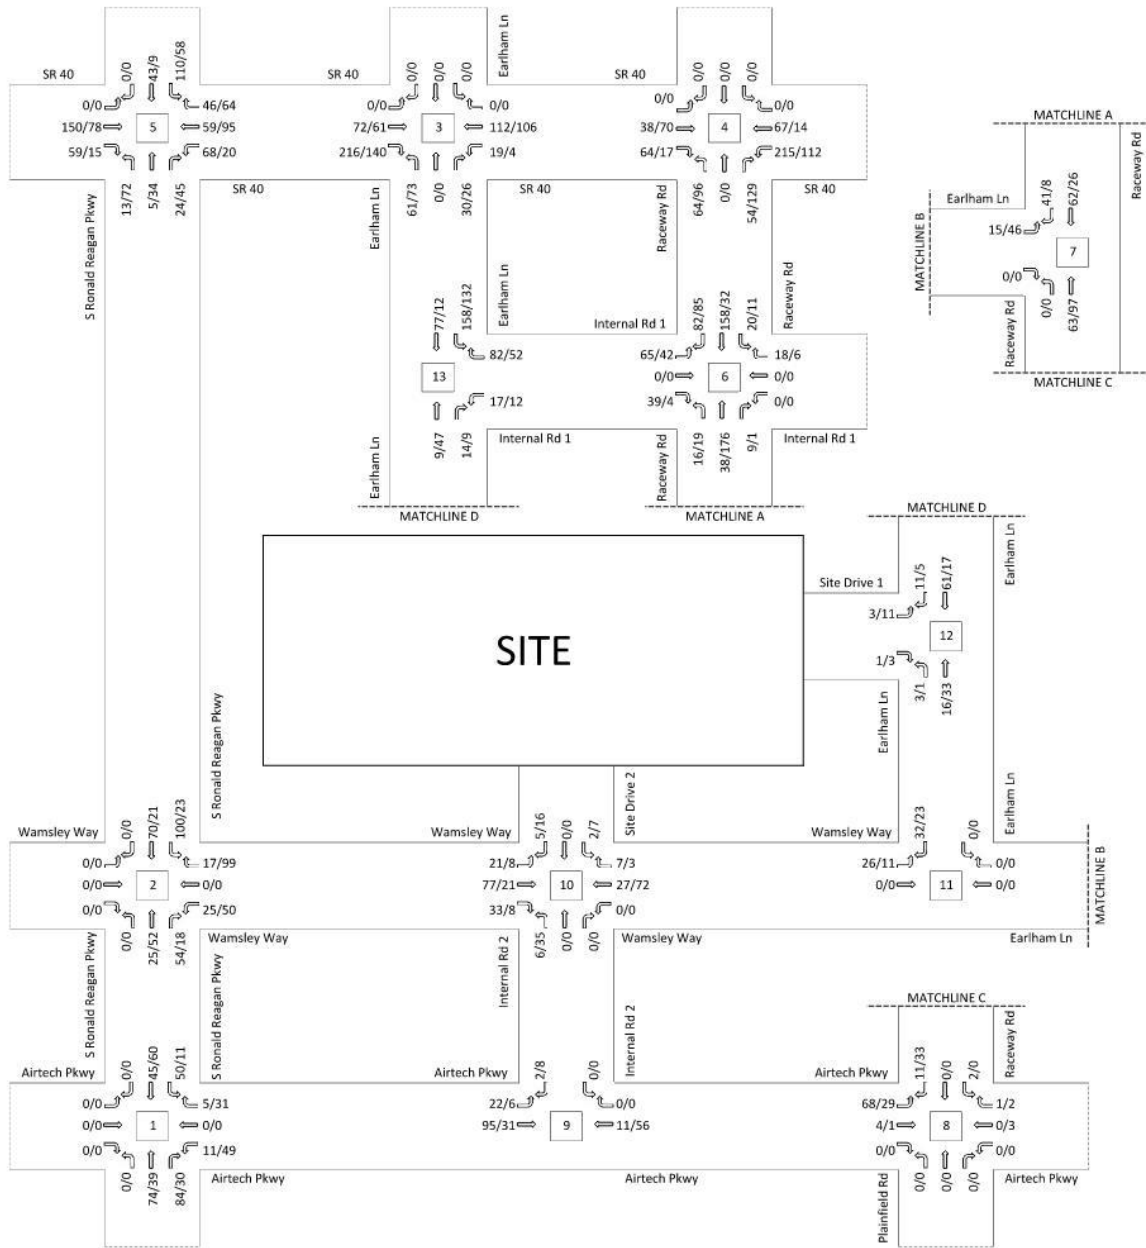 0/0
43/9
110/58
0/0
0/0
0/0
Earlham Ln
0/0
0/0
0/0
SR 40
SR 40
SR 40
0/0
46/64
0/0
0/0
0/0
0/0
150/78
5
59/95
72/61
3
112/106
38/70
4
67/14
59/15
68/20
216/140
19/4
64/17
215/112
13/72
5/34
24/45
SR 40
61/73
0/0
30/26
SR 40
64/96
0/0
54/129
SR 40
S Ronald Reagan Pkwy
Earlham Ln
Raceway Rd
MATCHLINE A
Raceway Rd
41/8
62/26
Earlham Ln
15/46
MATCHLINE B
7
0/0
0/0
63/97
Raceway Rd
MATCHLINE C
77/12
158/132
Earlham Ln
Internal Rd 1
82/85
158/32
20/11
Raceway Rd
82/52
65/42
18/6
13
0/0
6
0/0
17/12
39/4
0/0
9/47
14/9
Internal Rd 1
16/19
38/176
9/1
Internal Rd 1
Earlham Ln
Raceway Rd
MATCHLINE D
MATCHLINE A
MATCHLINE D
SITE
Site Drive 1
11/5
61/17
Earlham Ln
3/11
12
1/3
3/1
16/33
Earlham Ln
S Ronald Reagan Pkwy
Site Drive 2
Earlham Ln
Wamsley Way
0/0
70/21
100/23
Wamsley Way
5/16
0/0
2/7
Wamsley Way
32/23
0/0
0/0
17/99
21/8
7/3
26/11
0/0
0/0
2
0/0
77/21
10
27/72
0/0
11
0/0
MATCHLINE B
0/0
25/50
33/8
0/0
0/0
25/52
54/18
Wamsley Way
6/35
0/0
0/0
Wamsley Way
Earlham Ln
S Ronald Reagan Pkwy
S Ronald Reagan Pkwy
Internal Rd 2
Internal Rd 2
MATCHLINE C
Raceway Rd
Airtech Pkwy
0/0
45/60
50/11
Airtech Pkwy
2/8
0/0
Airtech Pkwy
11/33
0/0
2/0
0/0
5/31
22/6
0/0
68/29
1/2
0/0
1
0/0
95/31
9
11/56
4/1
8
0/3
0/0
11/49
0/0
0/0
0/0
74/39
84/30
Airtech Pkwy
Airtech Pkwy
0/0
0/0
0/0
Airtech Pkwy
Plainfield Rd